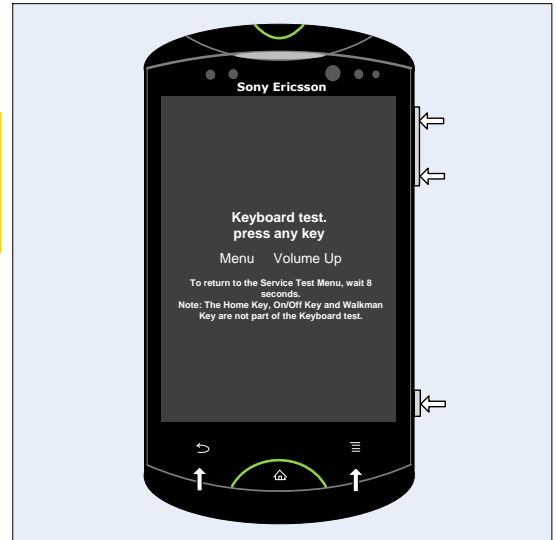 Sony Ericsson
Keyboard test.
press any key
Menu Volume Up
To return to the Service Test Menu, wait 8
seconds.
Note: The Home Key, On/Off Key and Walkman
Key are not part of the Keyboard test.